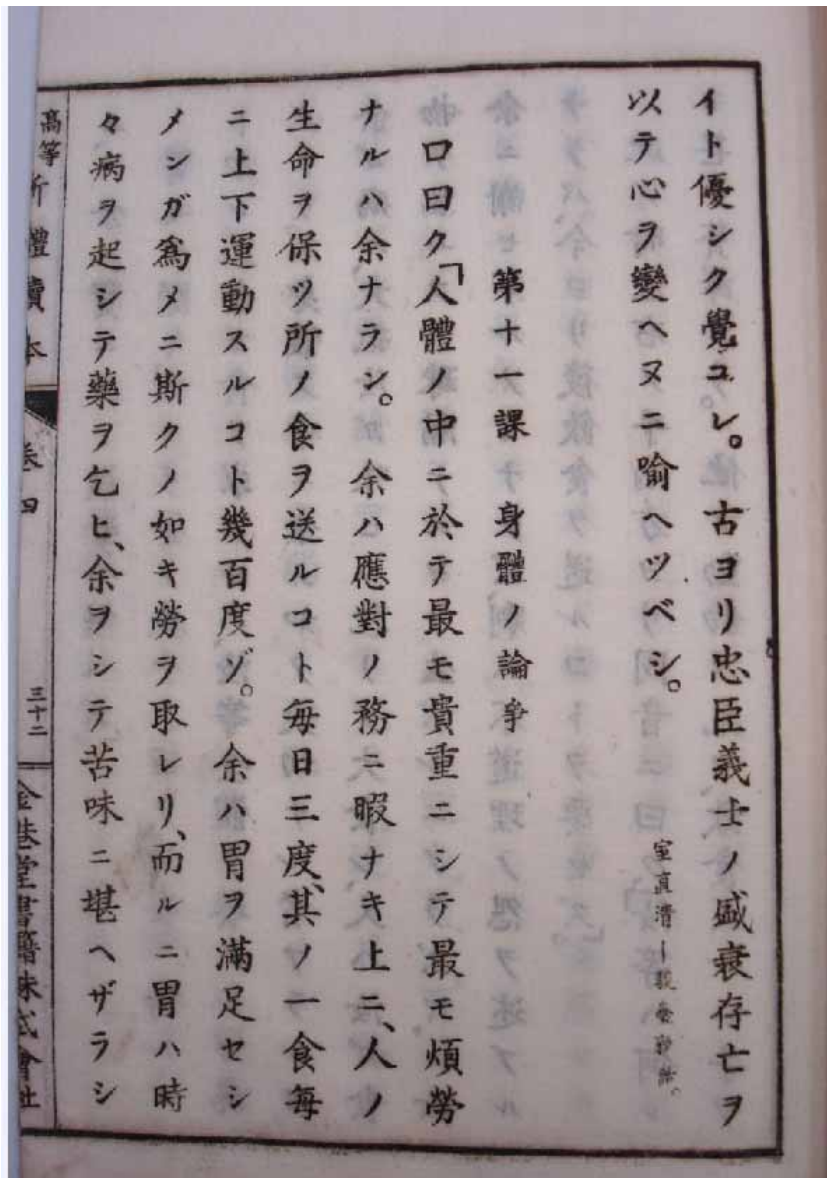 イト優シク覺ユレ。古ヨリ忠臣義士ノ盛衰存亡ヲ
以テ心ヲ變ヘヌニ喻ヘツベシ。
室直清—駿臺雜話。
第十一課 身體ノ論爭
口曰ク「人體ノ中ニ於テ最モ貴重ニシテ最モ煩勞
ナルハ余ナラン。余ハ應對ノ務ニ暇ナキ上ニ、人ノ
生命ヲ保ツ所ノ食ヲ送ルコト每日三度、其ノ一食每
ニ上下運動スルコト幾百度ゾ。余ハ胃ヲ滿足セシ
メンガ爲メニ斯クノ如キ勞ヲ取レリ、而ルニ胃ハ時
々病ヲ起シテ藥ヲ乞ヒ、余ヲシテ苦味ニ堪ヘザラシ
高等新體讀本
卷四
三十二
金港堂書籍株式會社